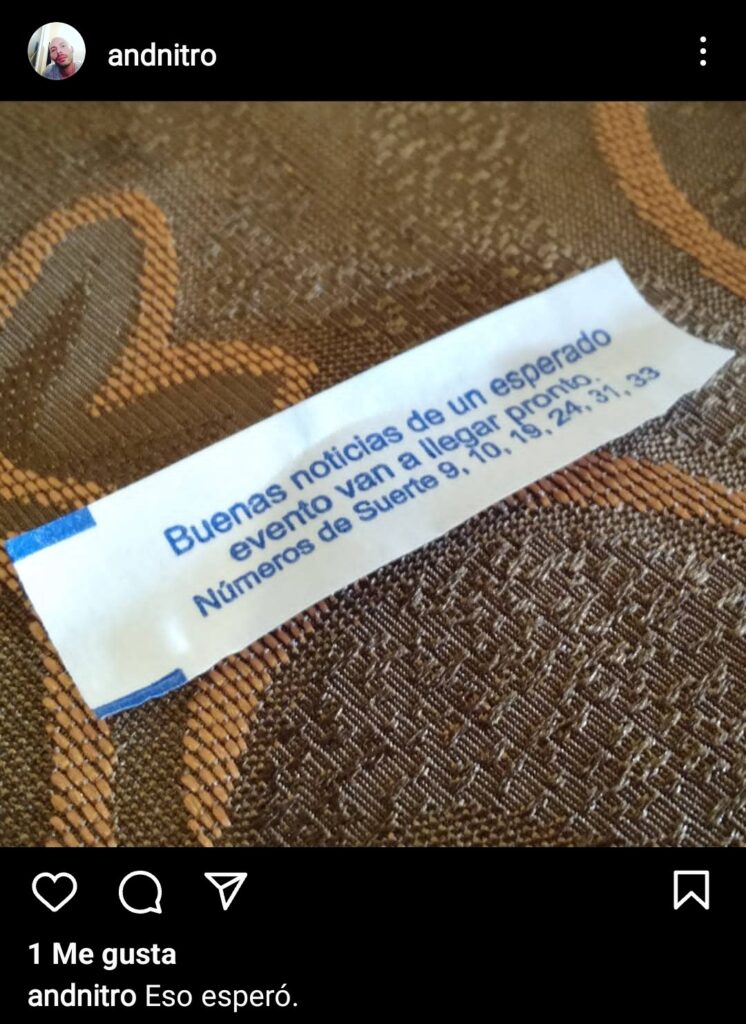 andnitro
Buenas noticias de un esperado
evento van a llegar pronto.
Números de Suerte 9, 10, 19, 24, 31, 33
1 Me gusta
andnitro Eso esperó.